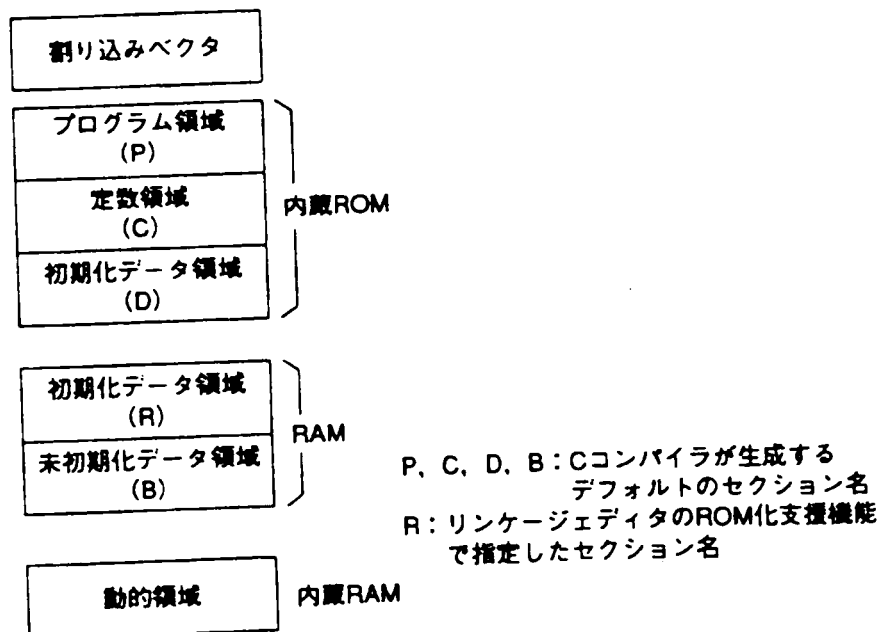 割り込みベクタ
プログラム領域
(P)
定数領域
(C)
内蔵ROM
初期化データ領域
(D)
初期化データ領域
(R)
RAM
未初期化データ領域
(B)
P, C, D, B:Cコンパイラが生成する
デフォルトのセクション名
R:リンケージエディタのROM化支援機能
で指定したセクション名
動的領域
内蔵RAM